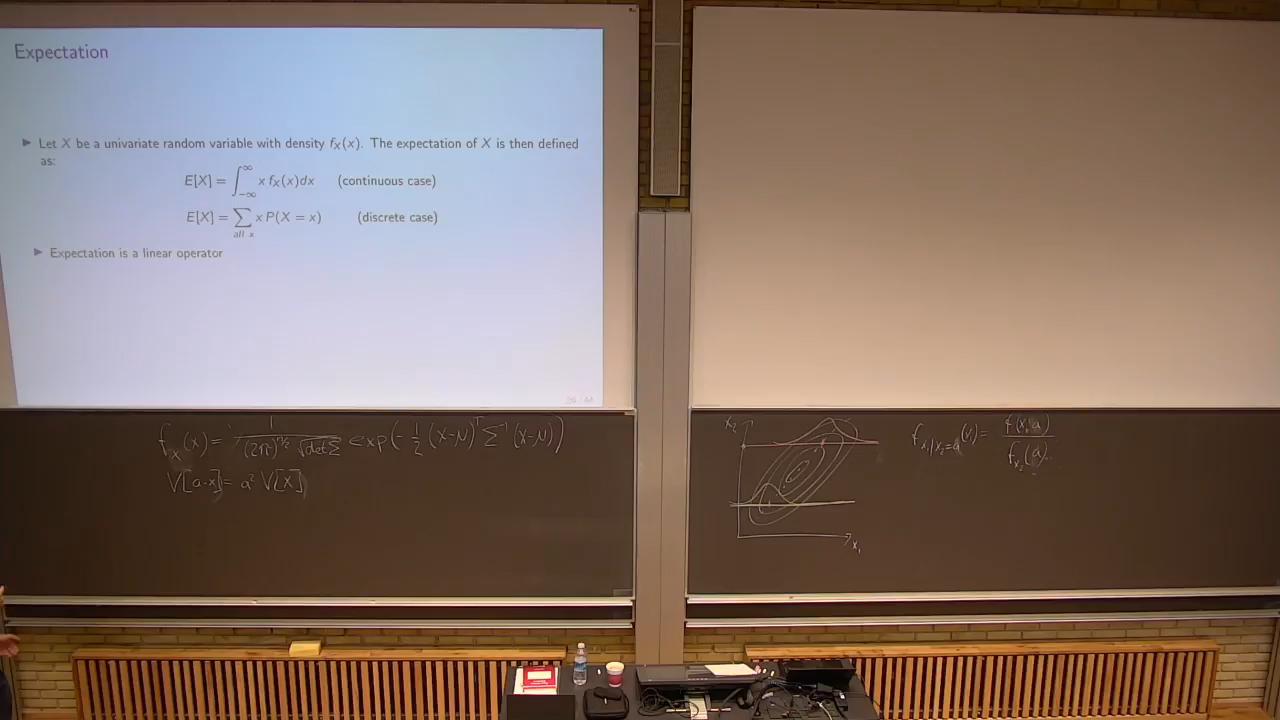 Expectation
▶ Let X be a univariate random variable with density f_X(x). The expectation of X is then defined
as:
E[X] = ∫_{-∞}^{∞} x f_X(x)dx (continuous case)
E[X] = ∑_{all x} x P(X = x) (discrete case)
▶ Expectation is a linear operator
f_X(x) = 1/((2π)^{n/2} √det Σ) exp(-1/2 (x-μ)^T Σ^{-1} (x-μ))
V[a·x] = a² V[X]
x₂
x₁
f_{X₁|X₂=a}(x) = f(x,a)/f_{X₂}(a)